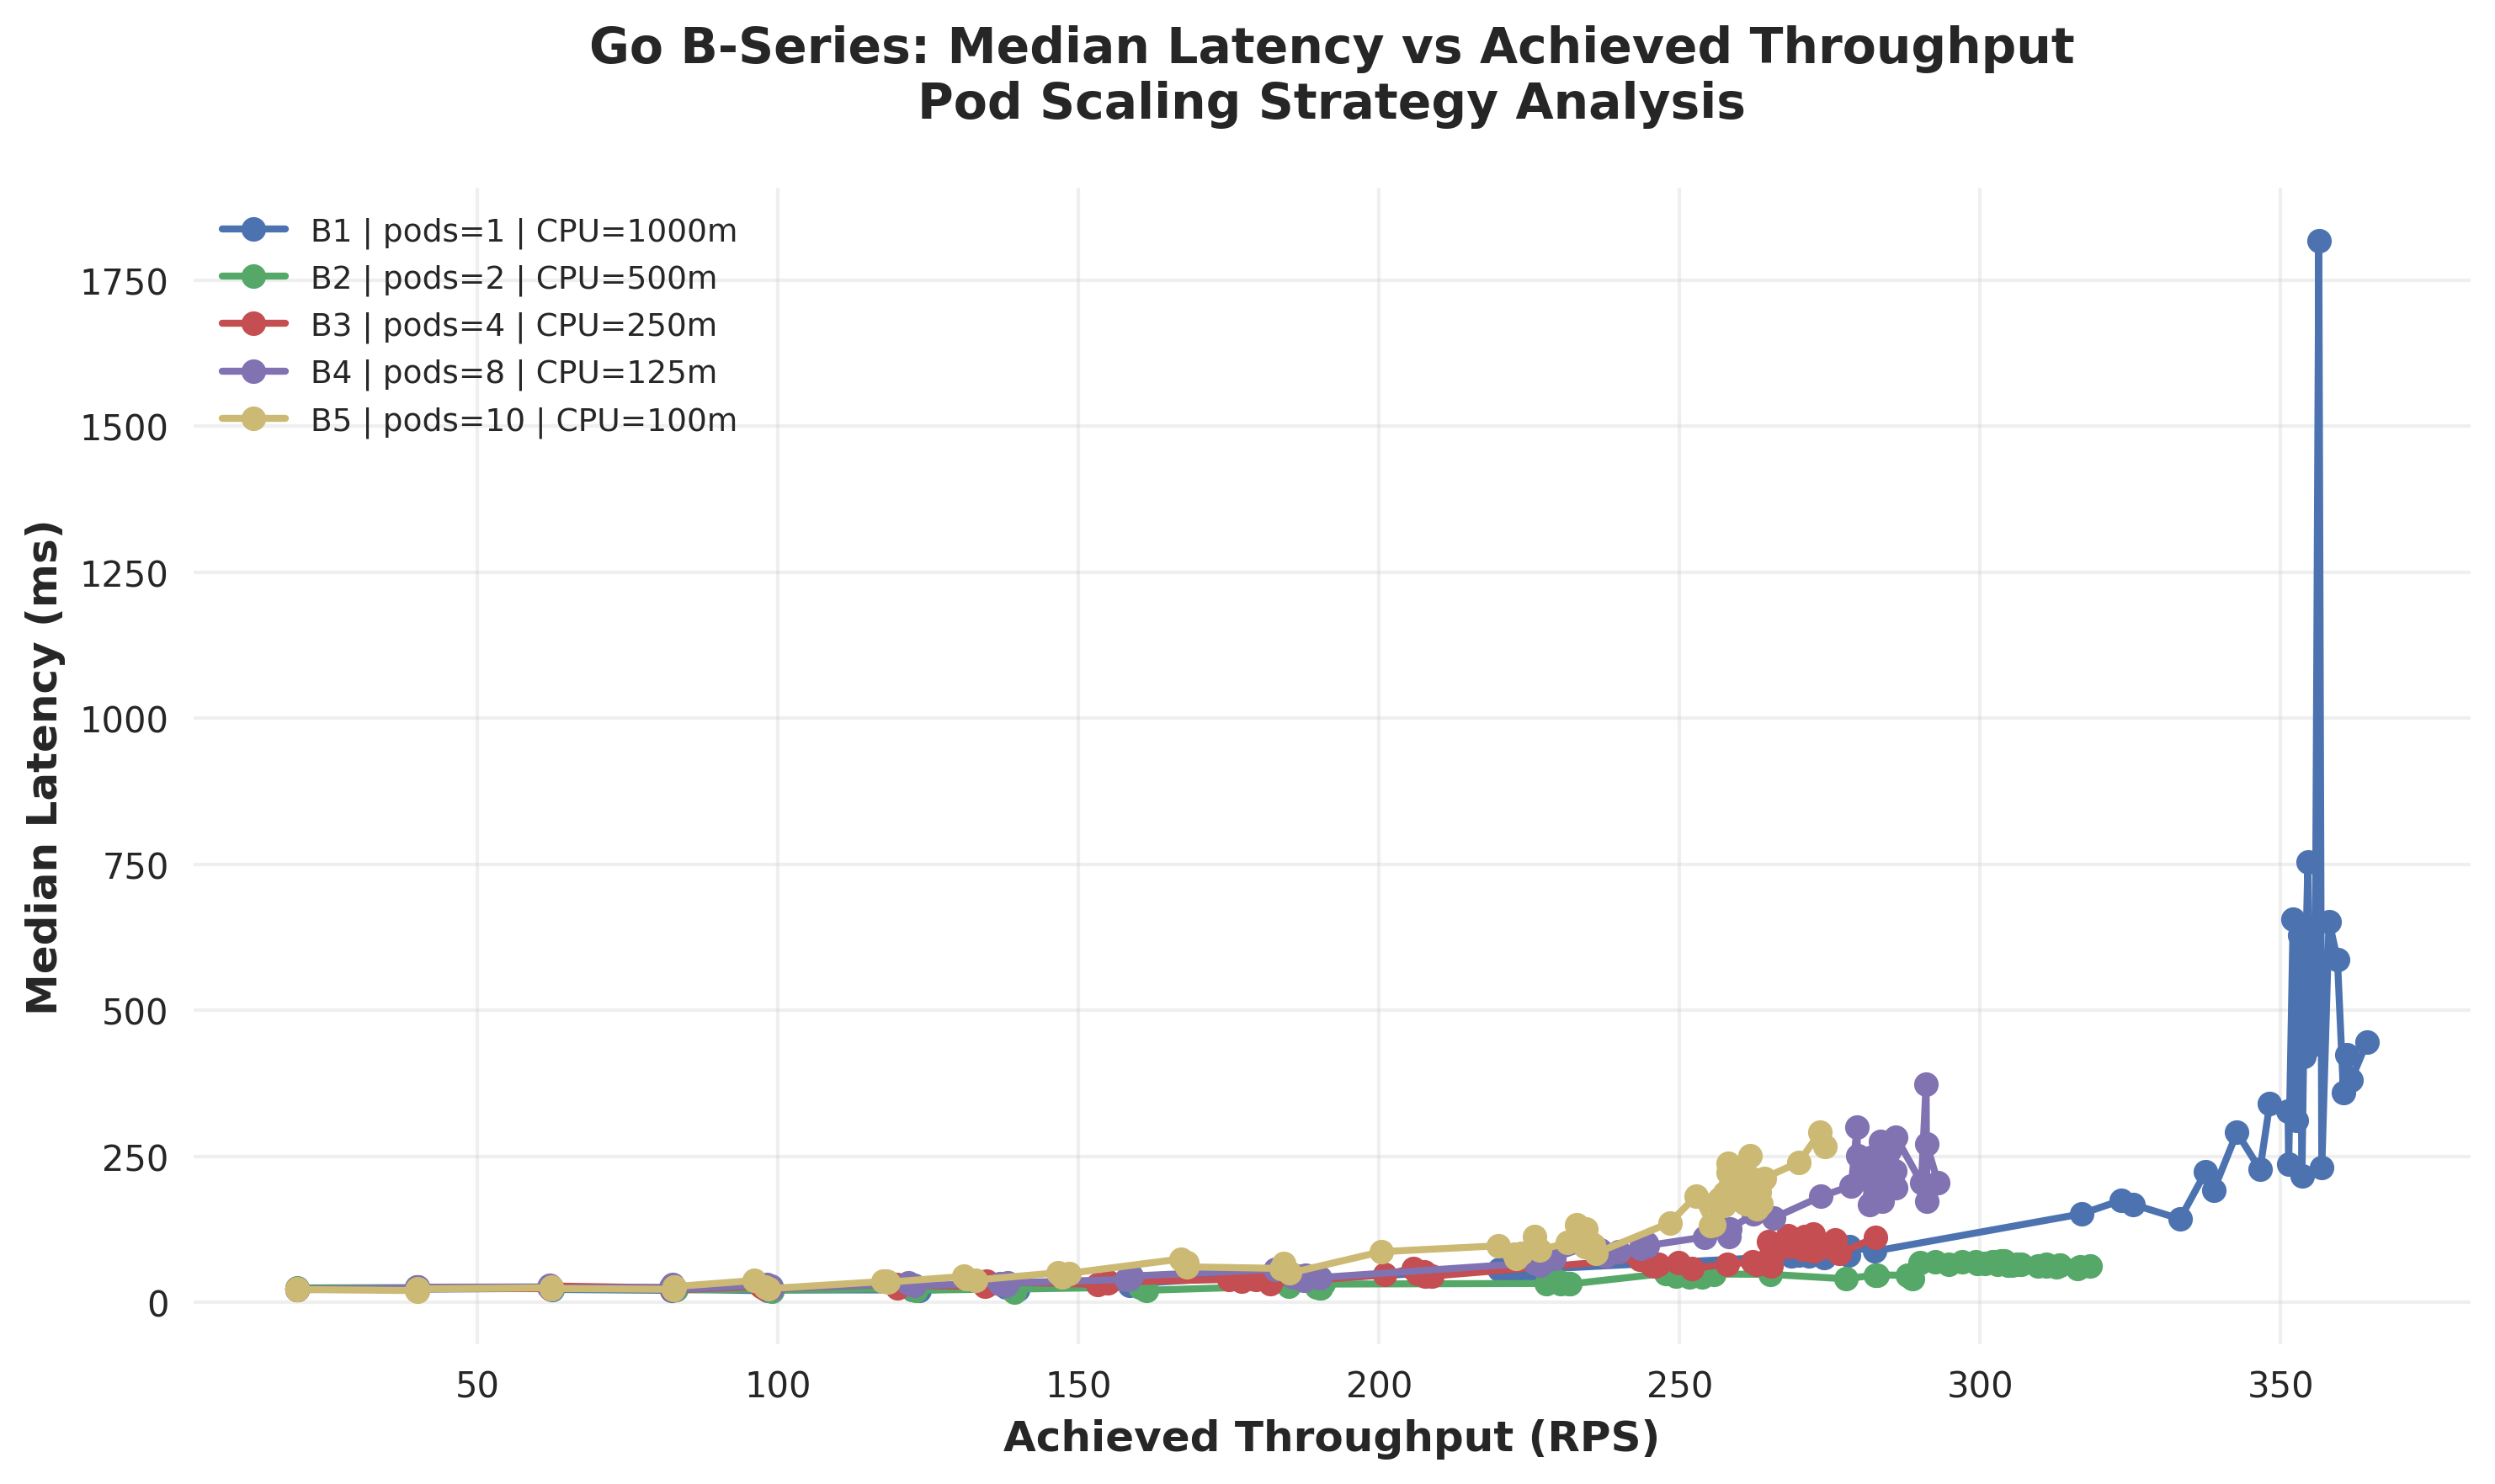 Go B-Series: Median Latency vs Achieved Throughput
Pod Scaling Strategy Analysis
B1 | pods=1 | CPU=1000m
B2 | pods=2 | CPU=500m
B3 | pods=4 | CPU=250m
B4 | pods=8 | CPU=125m
B5 | pods=10 | CPU=100m
Median Latency (ms)
1750
1500
1250
1000
750
500
250
0
50 100 150 200 250 300 350
Achieved Throughput (RPS)